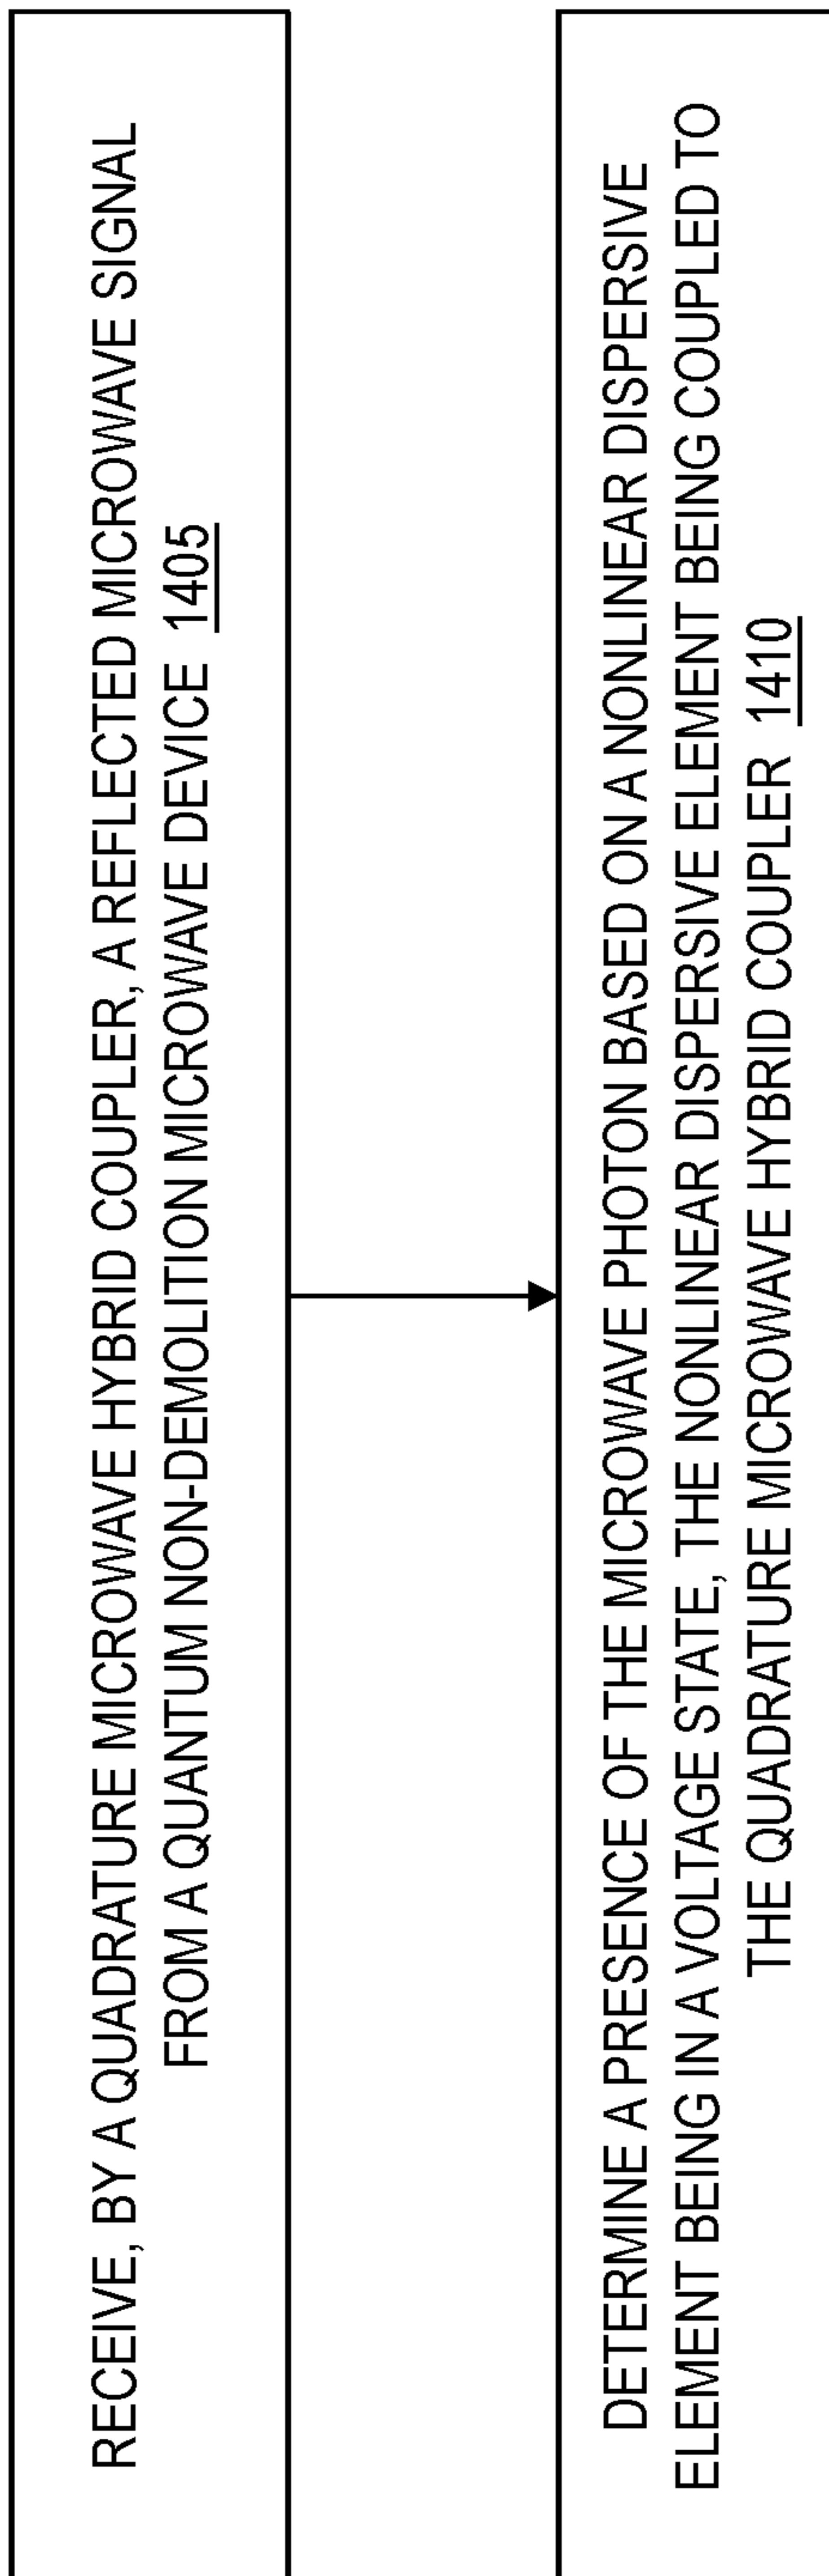 RECEIVE, BY A QUADRATURE MICROWAVE HYBRID COUPLER, A REFLECTED MICROWAVE SIGNAL
FROM A QUANTUM NON-DEMOLITION MICROWAVE DEVICE 1405
DETERMINE A PRESENCE OF THE MICROWAVE PHOTON BASED ON A NONLINEAR DISPERSIVE
ELEMENT BEING IN A VOLTAGE STATE, THE NONLINEAR DISPERSIVE ELEMENT BEING COUPLED TO
THE QUADRATURE MICROWAVE HYBRID COUPLER 1410